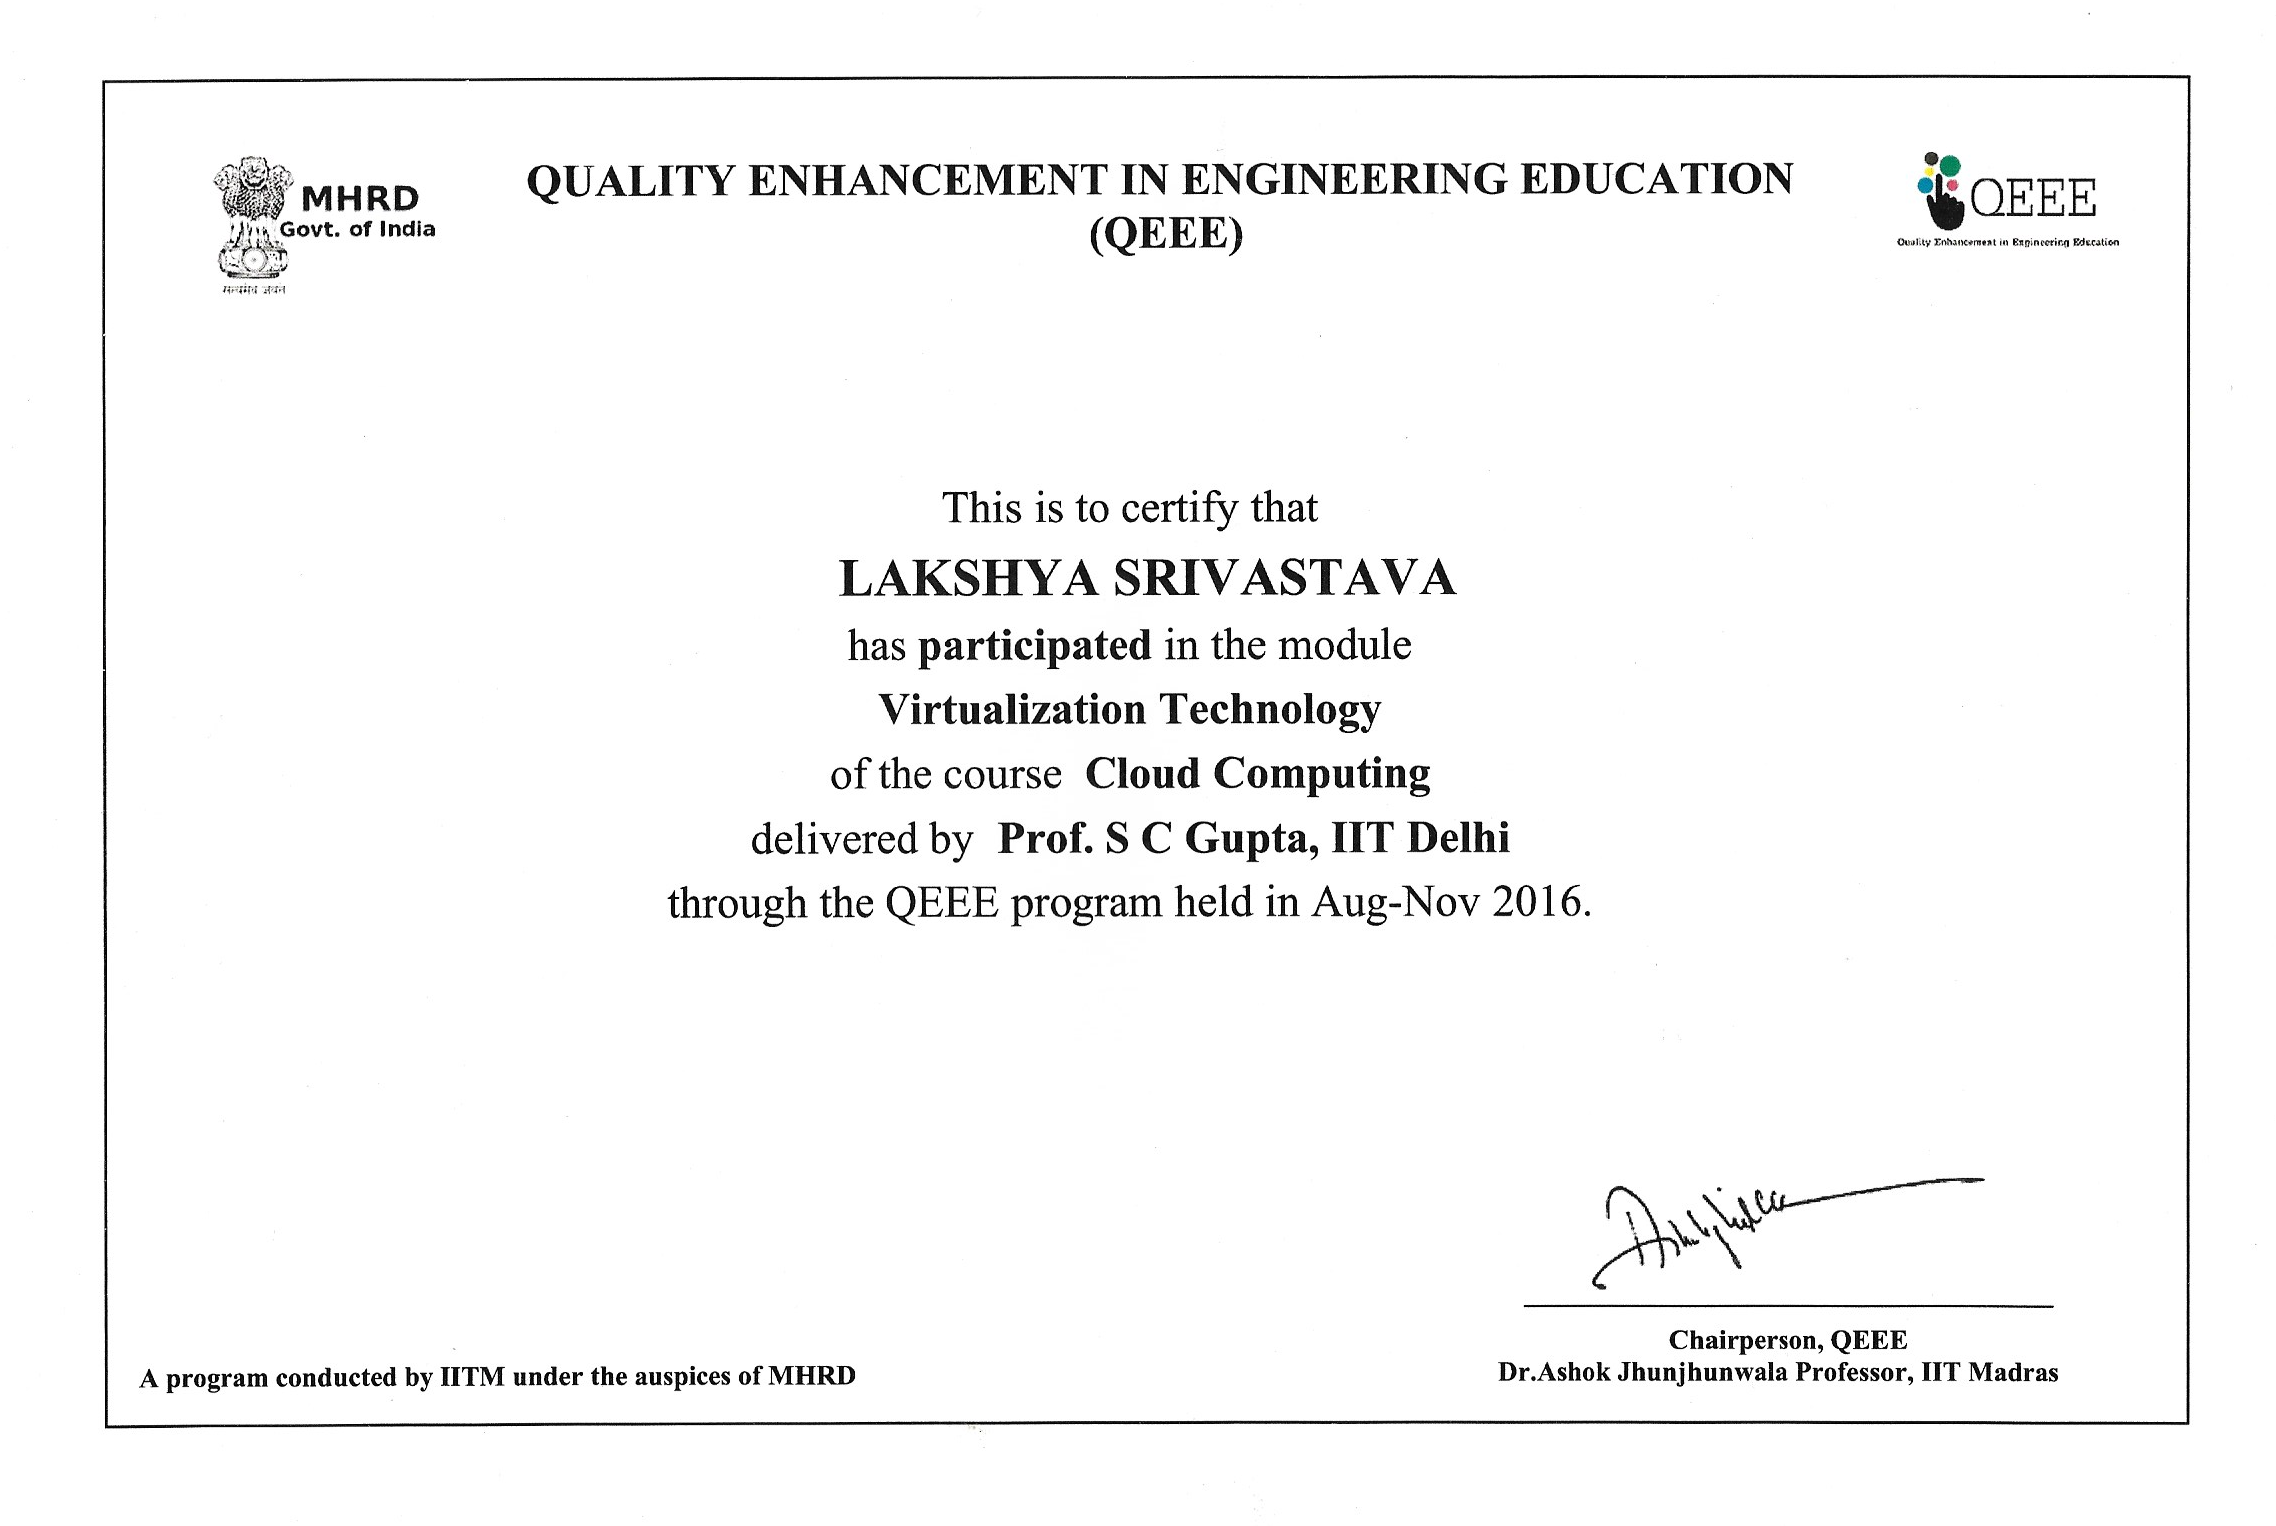 MHRD
Govt. of India
सत्यमेव जयते
QUALITY ENHANCEMENT IN ENGINEERING EDUCATION
(QEEE)
QEEE
Quality Enhancement in Engineering Education
This is to certify that
LAKSHYA SRIVASTAVA
has participated in the module
Virtualization Technology
of the course Cloud Computing
delivered by Prof. S C Gupta, IIT Delhi
through the QEEE program held in Aug-Nov 2016.
Chairperson, QEEE
Dr.Ashok Jhunjhunwala Professor, IIT Madras
A program conducted by IITM under the auspices of MHRD